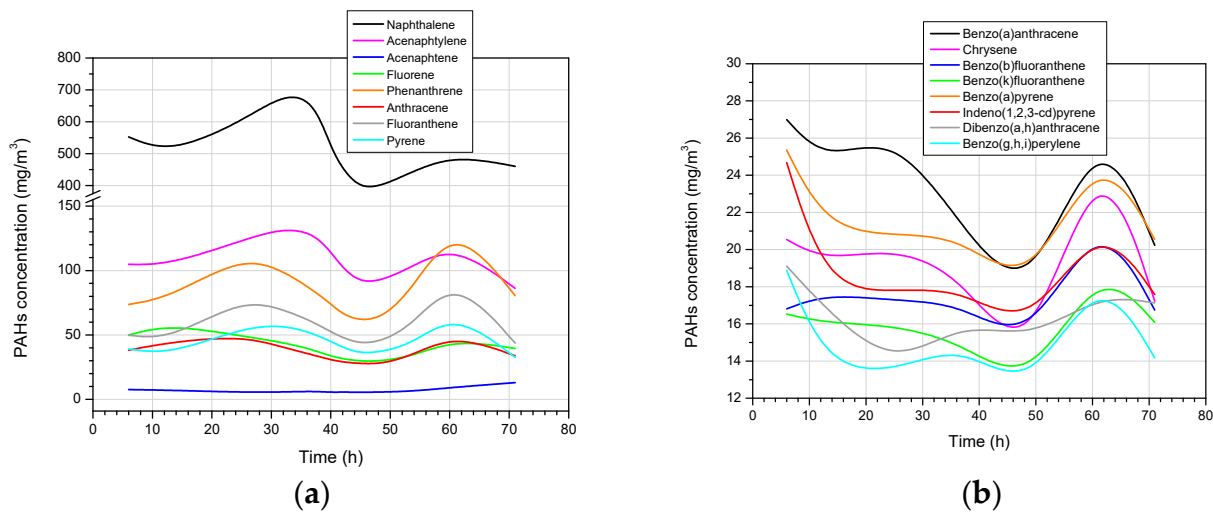 Naphthalene
Acenaphtylene
Acenaphtene
Fluorene
Phenanthrene
Anthracene
Fluoranthene
Pyrene
PAHs concentration (mg/m³)
800
700
600
500
400
150
100
50
0
0 10 20 30 40 50 60 70 80
Time (h)
(a)
Benzo(a)anthracene
Chrysene
Benzo(b)fluoranthene
Benzo(k)fluoranthene
Benzo(a)pyrene
Indeno(1,2,3-cd)pyrene
Dibenzo(a,h)anthracene
Benzo(g,h,i)perylene
PAHs concentration (mg/m³)
30
28
26
24
22
20
18
16
14
12
0 10 20 30 40 50 60 70 80
Time (h)
(b)